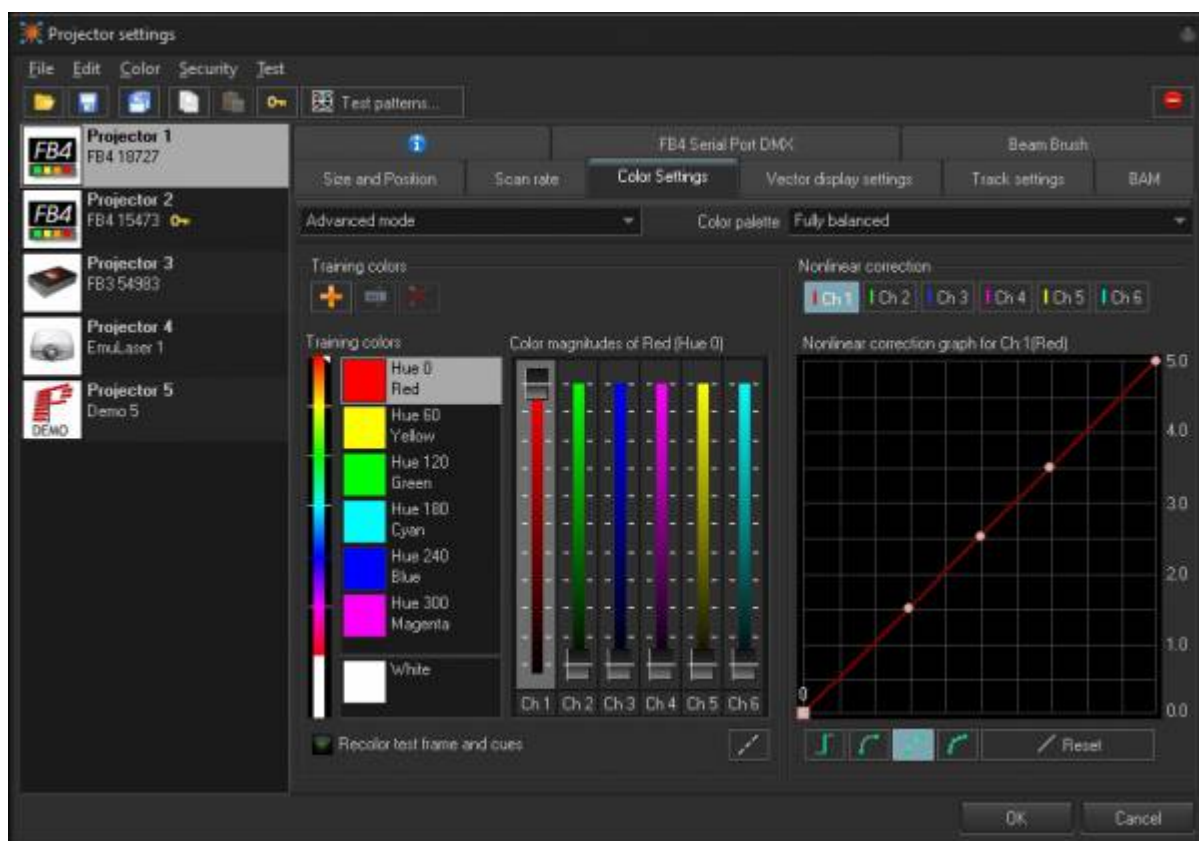 Projector settings
File Edit Color Security Test
Test patterns...
FB4
Projector 1
FB4 18727
FB4
Projector 2
FB4 15473
Projector 3
FB3 54983
Projector 4
EmuLaser 1
DEMO
Projector 5
Demo 5
FB4 Serial Port DMX Beam Brush
Size and Position Scan rate Color Settings Vector display settings Track settings BAM
Advanced mode Color palette Fully balanced
Training colors
Training colors
Hue 0
Red
Hue 60
Yellow
Hue 120
Green
Hue 180
Cyan
Hue 240
Blue
Hue 300
Magenta
White
Color magnitudes of Red (Hue 0)
Ch 1 Ch 2 Ch 3 Ch 4 Ch 5 Ch 6
Recolor test frame and cues
Nonlinear correction
Ch 1 Ch 2 Ch 3 Ch 4 Ch 5 Ch 6
Nonlinear correction graph for Ch 1(Red)
5.0
4.0
3.0
2.0
1.0
0
0.0
Reset
OK Cancel